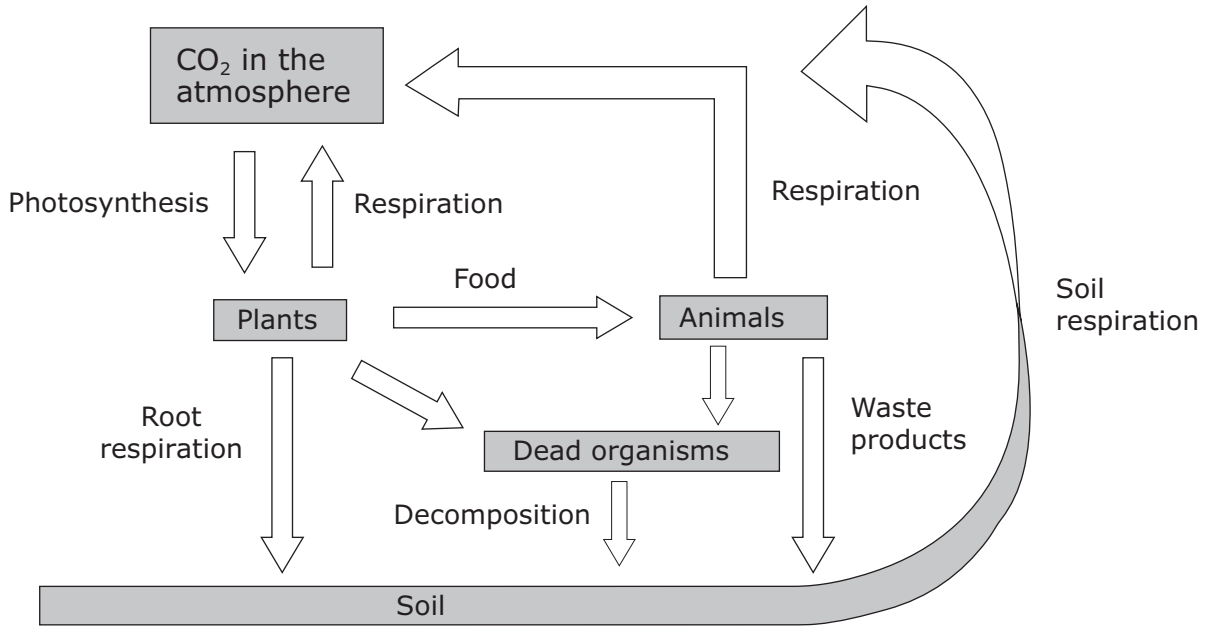 CO₂ in the
atmosphere
Photosynthesis
Respiration
Respiration
Food
Soil
respiration
Plants
Animals
Root
respiration
Waste
products
Dead organisms
Decomposition
Soil